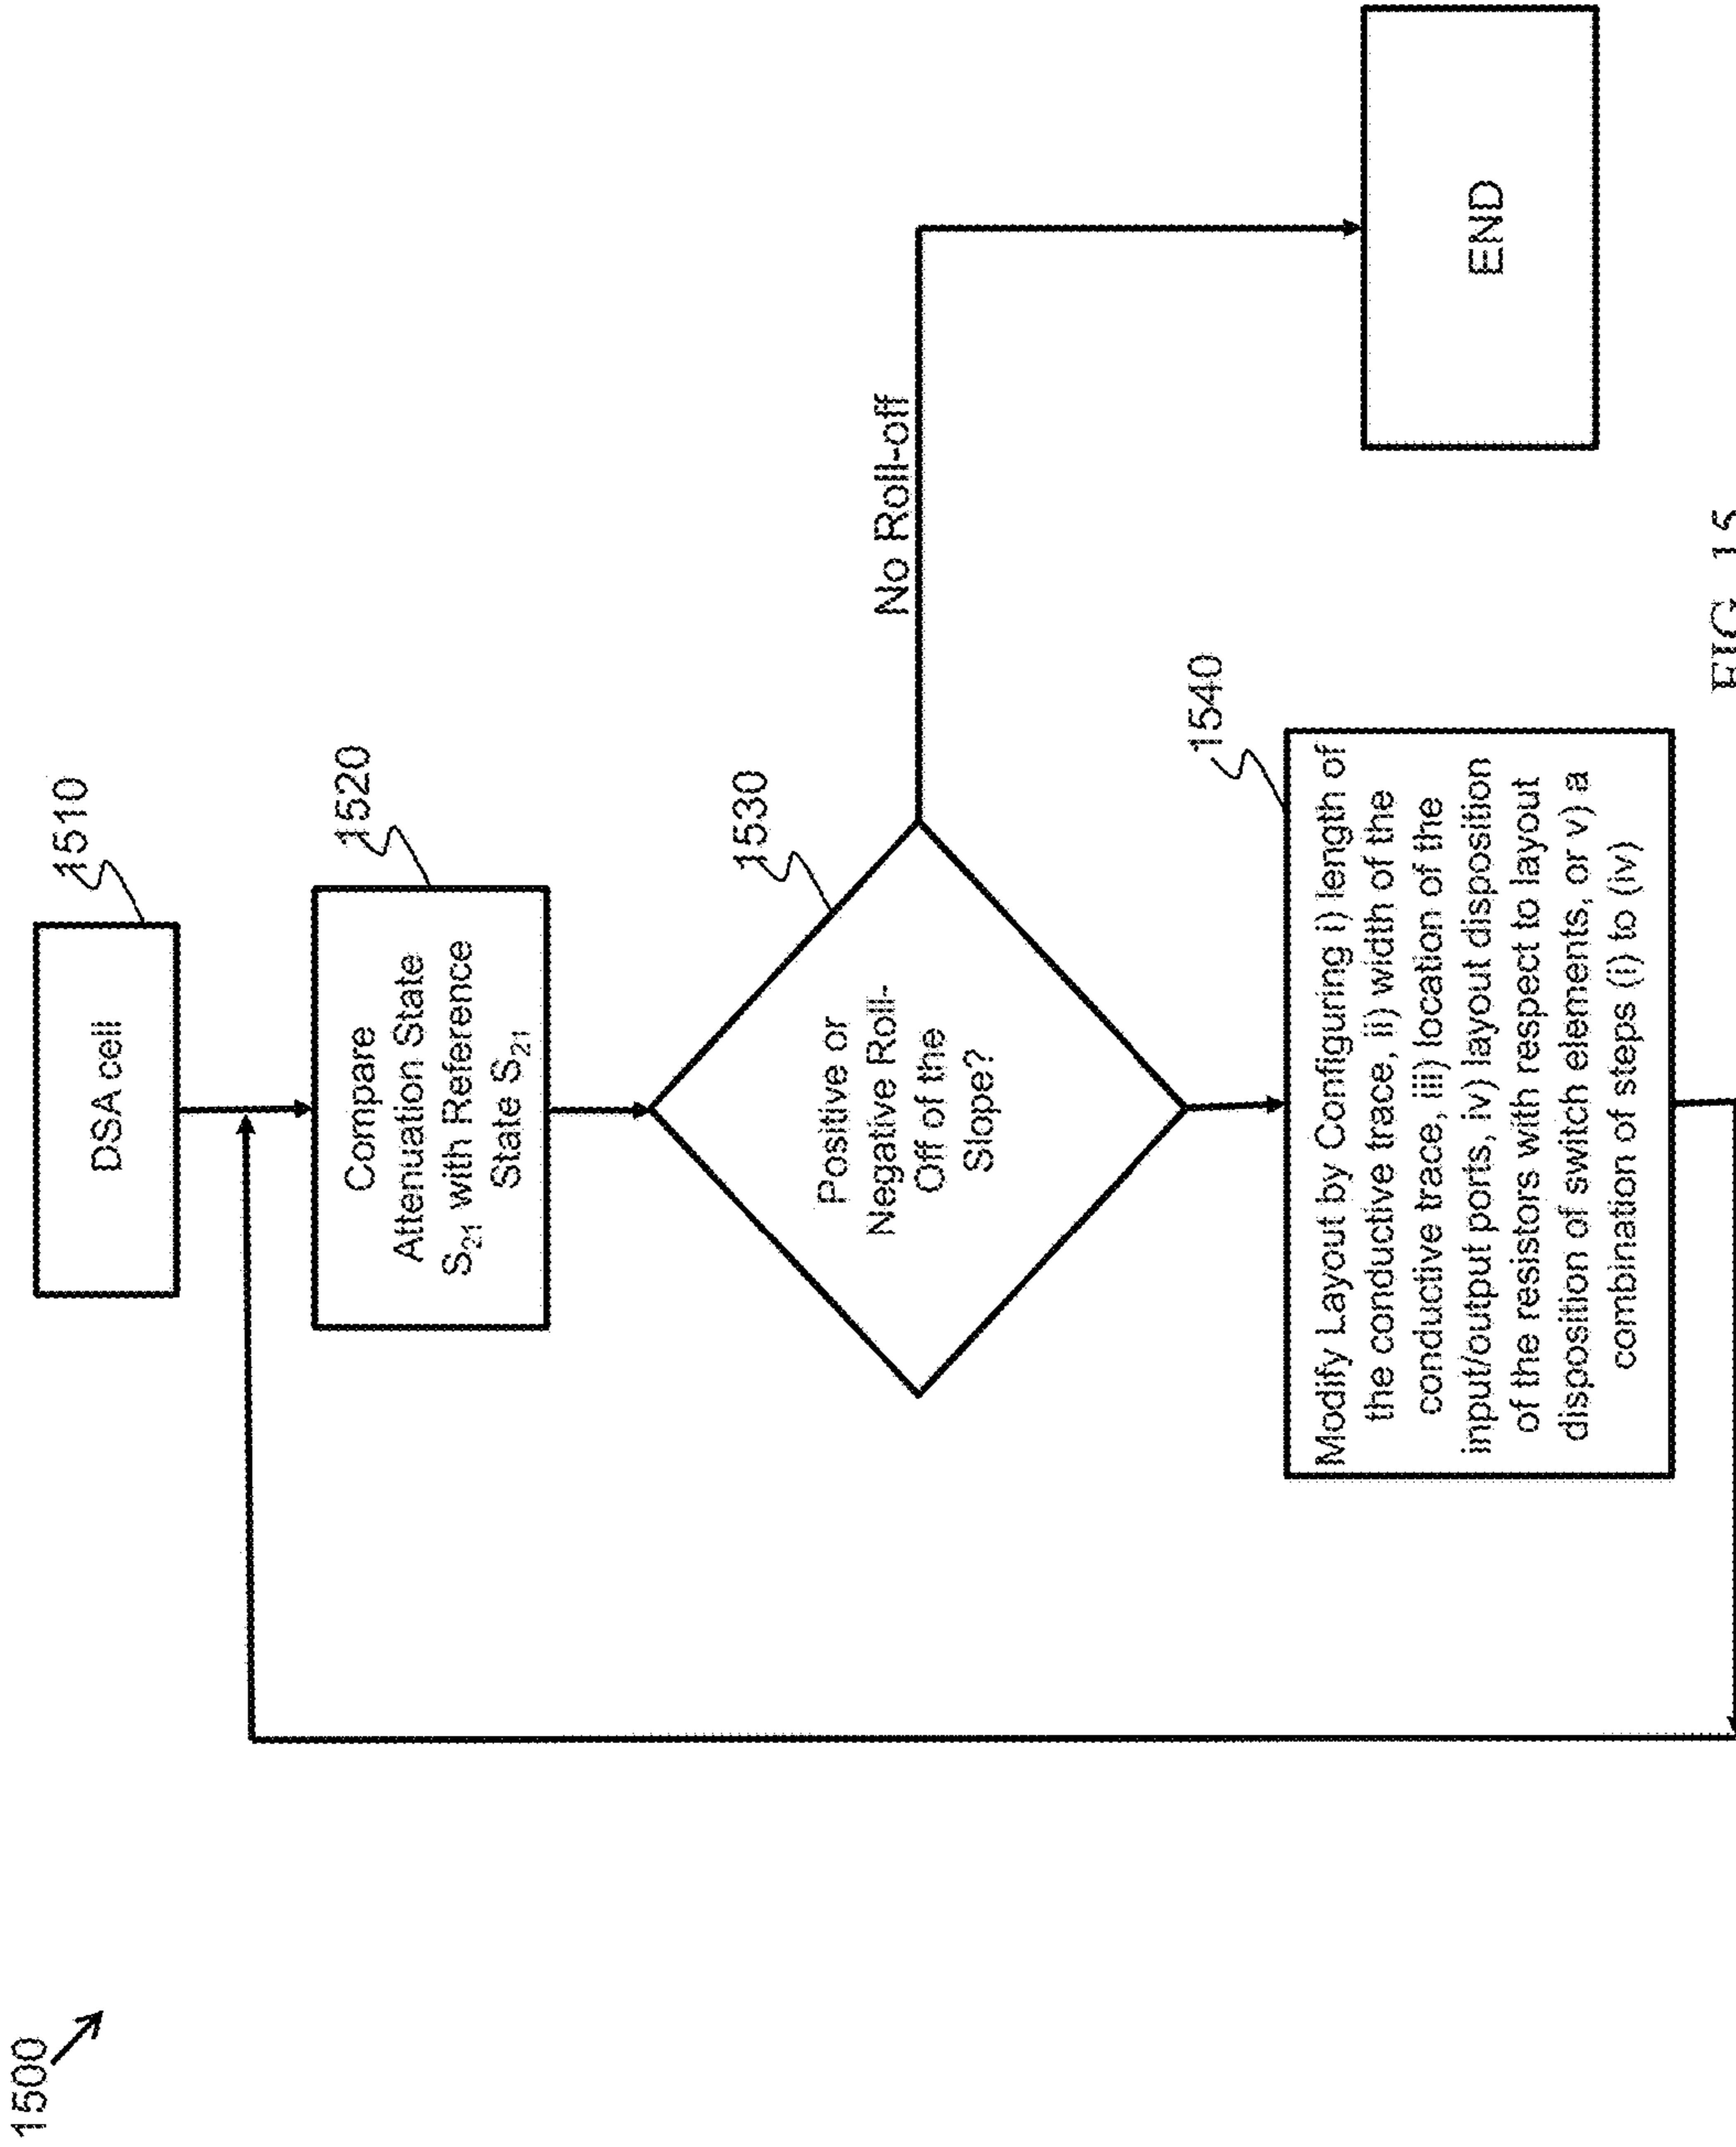 1500
DSA cell
1510
Compare
Attenuation State
S₂₁ with Reference
State S₂₁
1520
Positive or
Negative Roll-
Off of the
Slope?
1530
No Roll-off
Modify Layout by Configuring i) length of
the conductive trace, ii) width of the
conductive trace, iii) location of the
input/output ports, iv) layout disposition
of the resistors with respect to layout
disposition of switch elements, or v) a
combination of steps (i) to (iv)
1540
END
FIG. 15